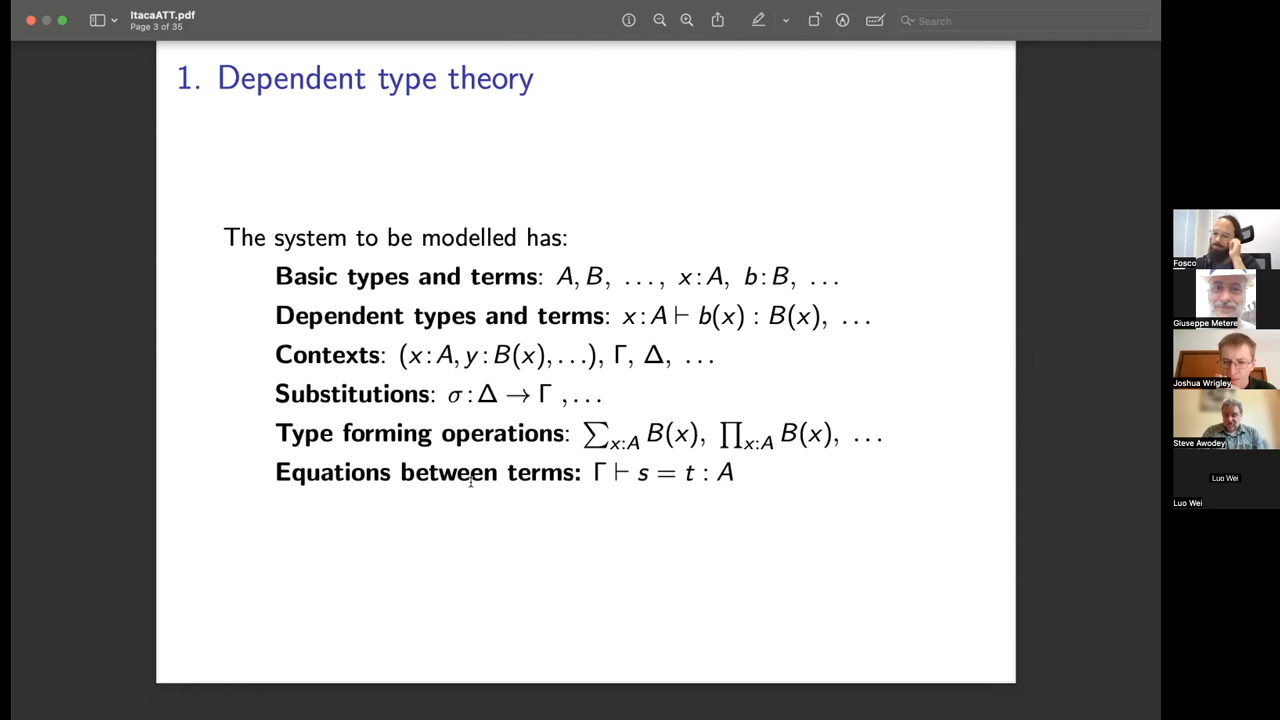 ItacaATT.pdf
Page 3 of 35
Search
1. Dependent type theory
The system to be modelled has:
Basic types and terms: A, B, ..., x : A, b : B, ...
Dependent types and terms: x : A ⊢ b(x) : B(x), ...
Contexts: (x : A, y : B(x), ...), Γ, Δ, ...
Substitutions: σ : Δ → Γ , ...
Type forming operations: ∑x:A B(x), ∏x:A B(x), ...
Equations between terms: Γ ⊢ s = t : A
Fosco
Giuseppe Metere
Joshua Wrigley
Steve Awodey
Luo Wei
Luo Wei